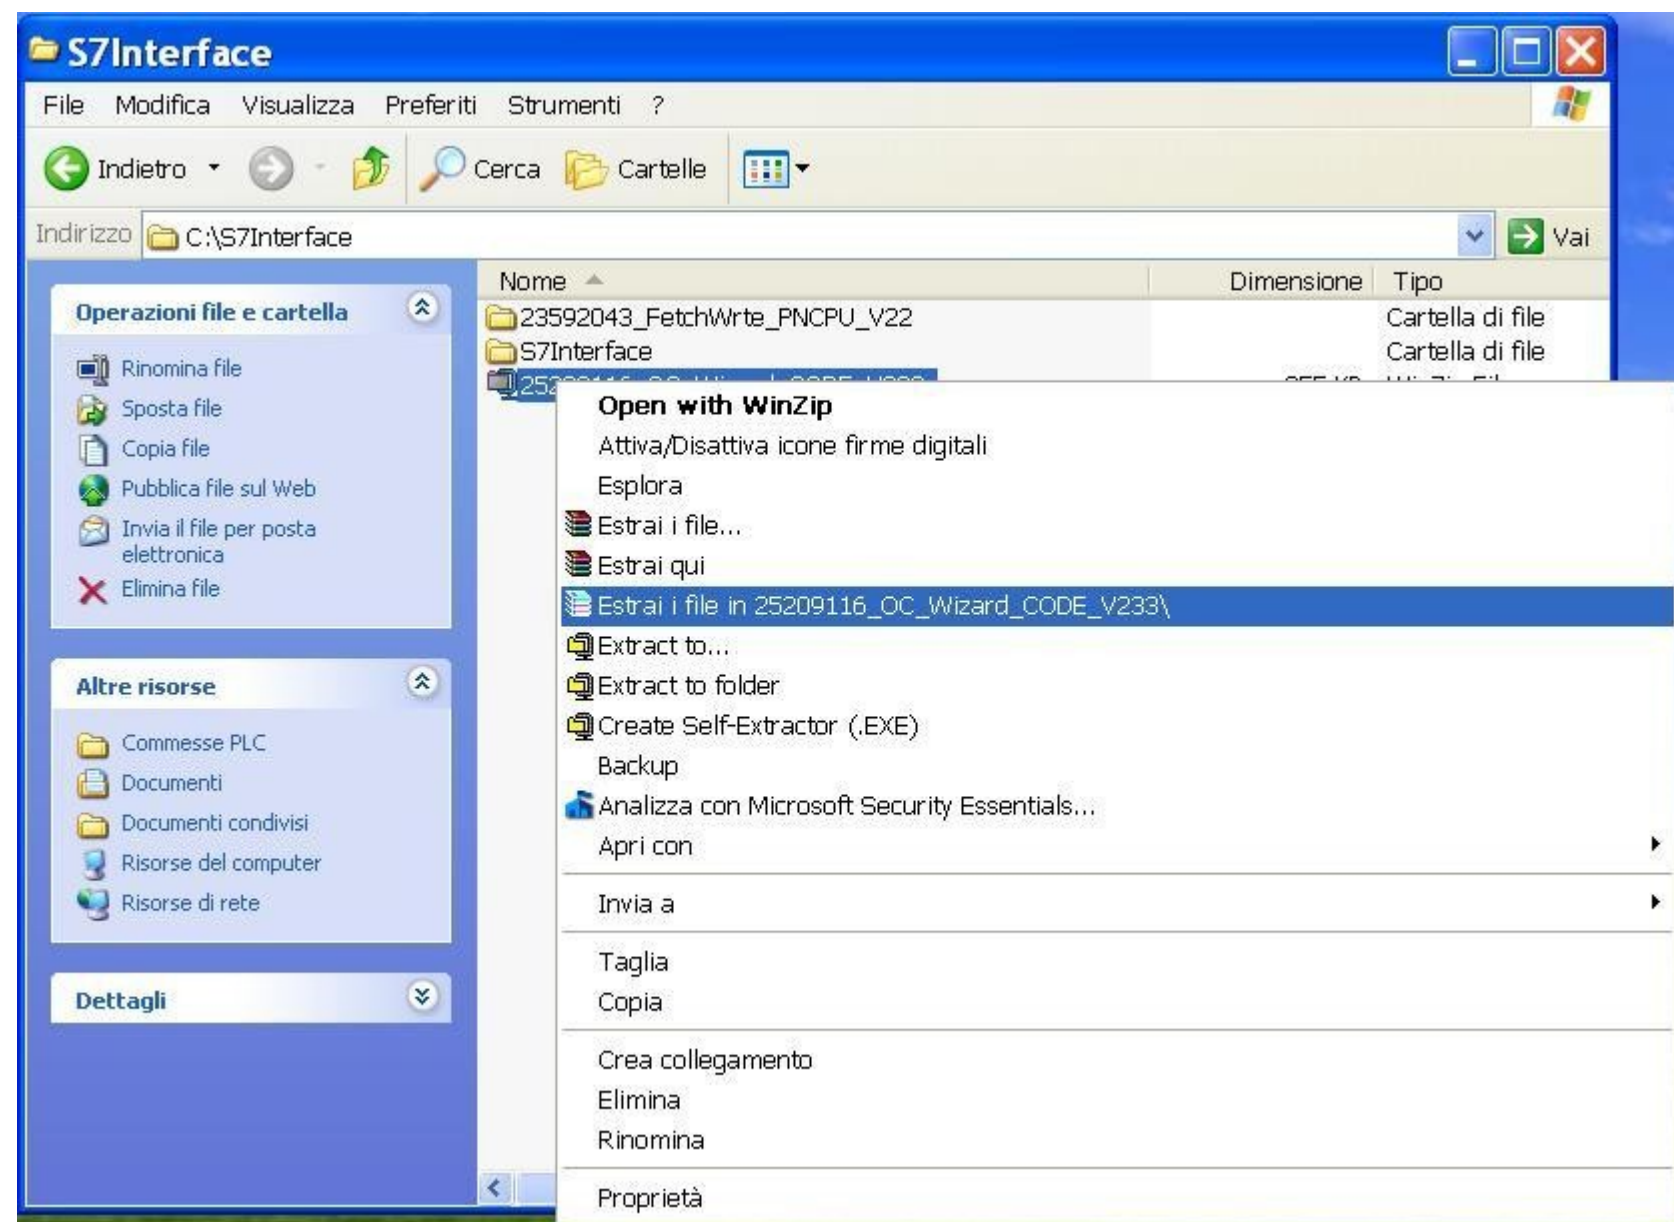 S7Interface
File Modifica Visualizza Preferiti Strumenti ?
Indietro Cerca Cartelle
Indirizzo C:\S7Interface Vai
Nome Dimensione Tipo
23592043_FetchWrte_PNCPU_V22 Cartella di file
S7Interface Cartella di file
Operazioni file e cartella
Rinomina file
Sposta file
Copia file
Pubblica file sul Web
Invia il file per posta
elettronica
Elimina file
Altre risorse
Commesse PLC
Documenti
Documenti condivisi
Risorse del computer
Risorse di rete
Dettagli
Open with WinZip
Attiva/Disattiva icone firme digitali
Esplora
Estrai i file...
Estrai qui
Estrai i file in 25209116_OC_Wizard_CODE_V233\
Extract to...
Extract to folder
Create Self-Extractor (.EXE)
Backup
Analizza con Microsoft Security Essentials...
Apri con
Invia a
Taglia
Copia
Crea collegamento
Elimina
Rinomina
Proprietà